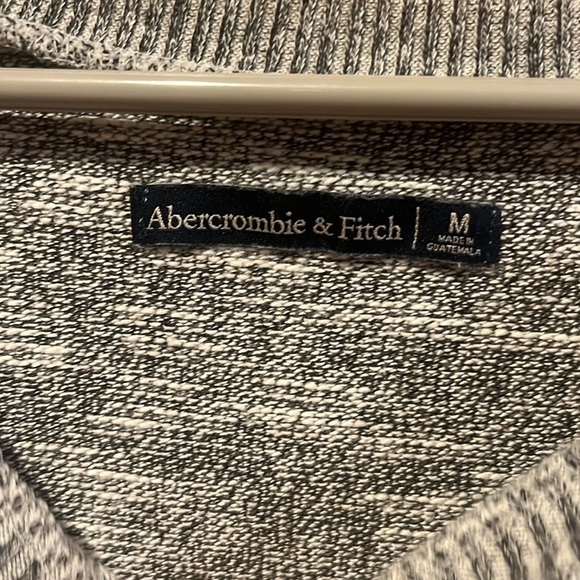 Abercrombie & Fitch | M
MADE IN
GUATEMALA